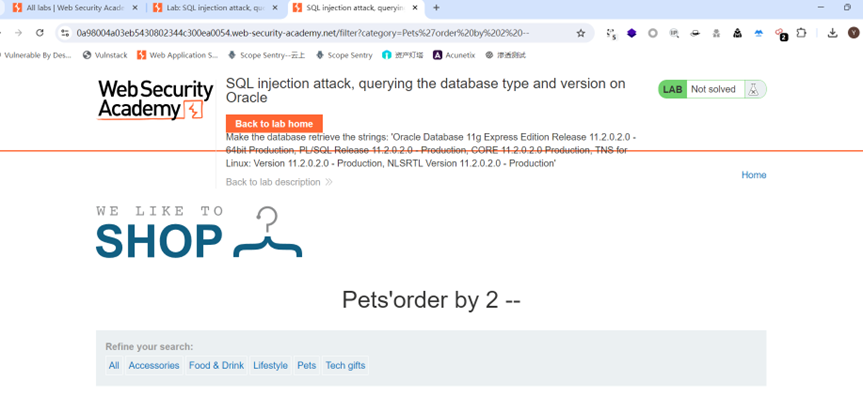 All labs | Web Security Acade
Lab: SQL injection attack, que
SQL injection attack, queryin
0a98004a03eb5430802344c300ea0054.web-security-academy.net/filter?category=Pets%27order%20by%202%20--
Vulnerable By Des...
Vulnstack
Web Application S...
Scope Sentry—云上
Scope Sentry
资产灯塔
Acunetix
渗透测试
Web Security
Academy
SQL injection attack, querying the database type and version on
Oracle
LAB
Not solved
Back to lab home
Make the database retrieve the strings: 'Oracle Database 11g Express Edition Release 11.2.0.2.0 -
64bit Production, PL/SQL Release 11.2.0.2.0 - Production, CORE 11.2.0.2.0 Production, TNS for
Linux: Version 11.2.0.2.0 - Production, NLSRTL Version 11.2.0.2.0 - Production'
Back to lab description
Home
WE LIKE TO
SHOP
Pets'order by 2 --
Refine your search:
All Accessories Food & Drink Lifestyle Pets Tech gifts